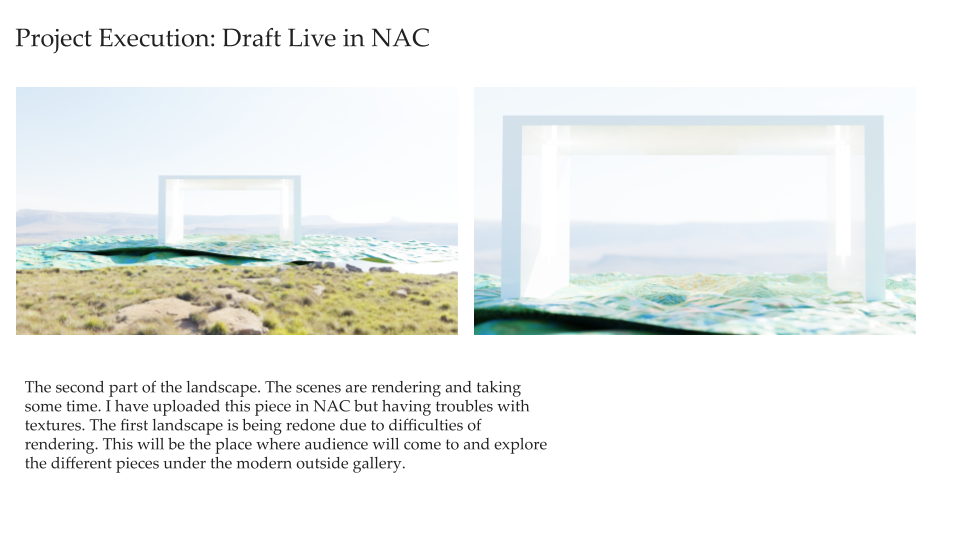 Project Execution: Draft Live in NAC
The second part of the landscape. The scenes are rendering and taking
some time. I have uploaded this piece in NAC but having troubles with
textures. The first landscape is being redone due to difficulties of
rendering. This will be the place where audience will come to and explore
the different pieces under the modern outside gallery.